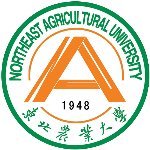 NORTHEAST AGRICULTURAL UNIVERSITY
1948
东北农业大学